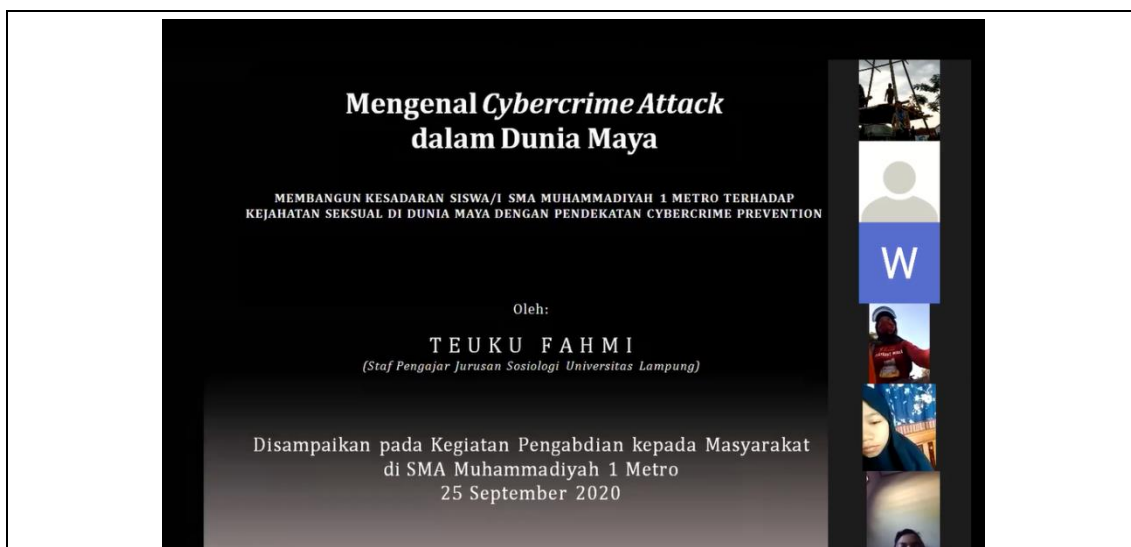 Mengenal Cybercrime Attack
dalam Dunia Maya
MEMBANGUN KESADARAN SISWA/I SMA MUHAMMADIYAH 1 METRO TERHADAP
KEJAHATAN SEKSUAL DI DUNIA MAYA DENGAN PENDEKATAN CYBERCRIME PREVENTION
Oleh:
TEUKU FAHMI
(Staf Pengajar Jurusan Sosiologi Universitas Lampung)
Disampaikan pada Kegiatan Pengabdian kepada Masyarakat
di SMA Muhammadiyah 1 Metro
25 September 2020
W